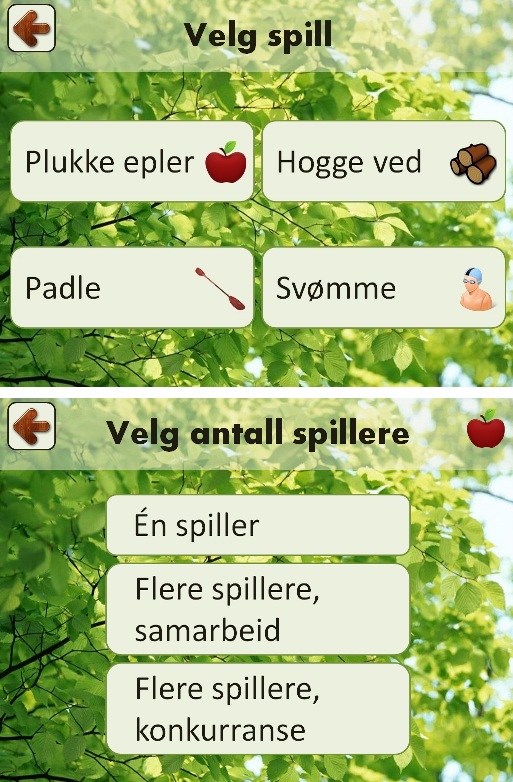 Velg spill
Plukke epler
Hogge ved
Padle
Svømme
Velg antall spillere
Én spiller
Flere spillere,
samarbeid
Flere spillere,
konkurranse